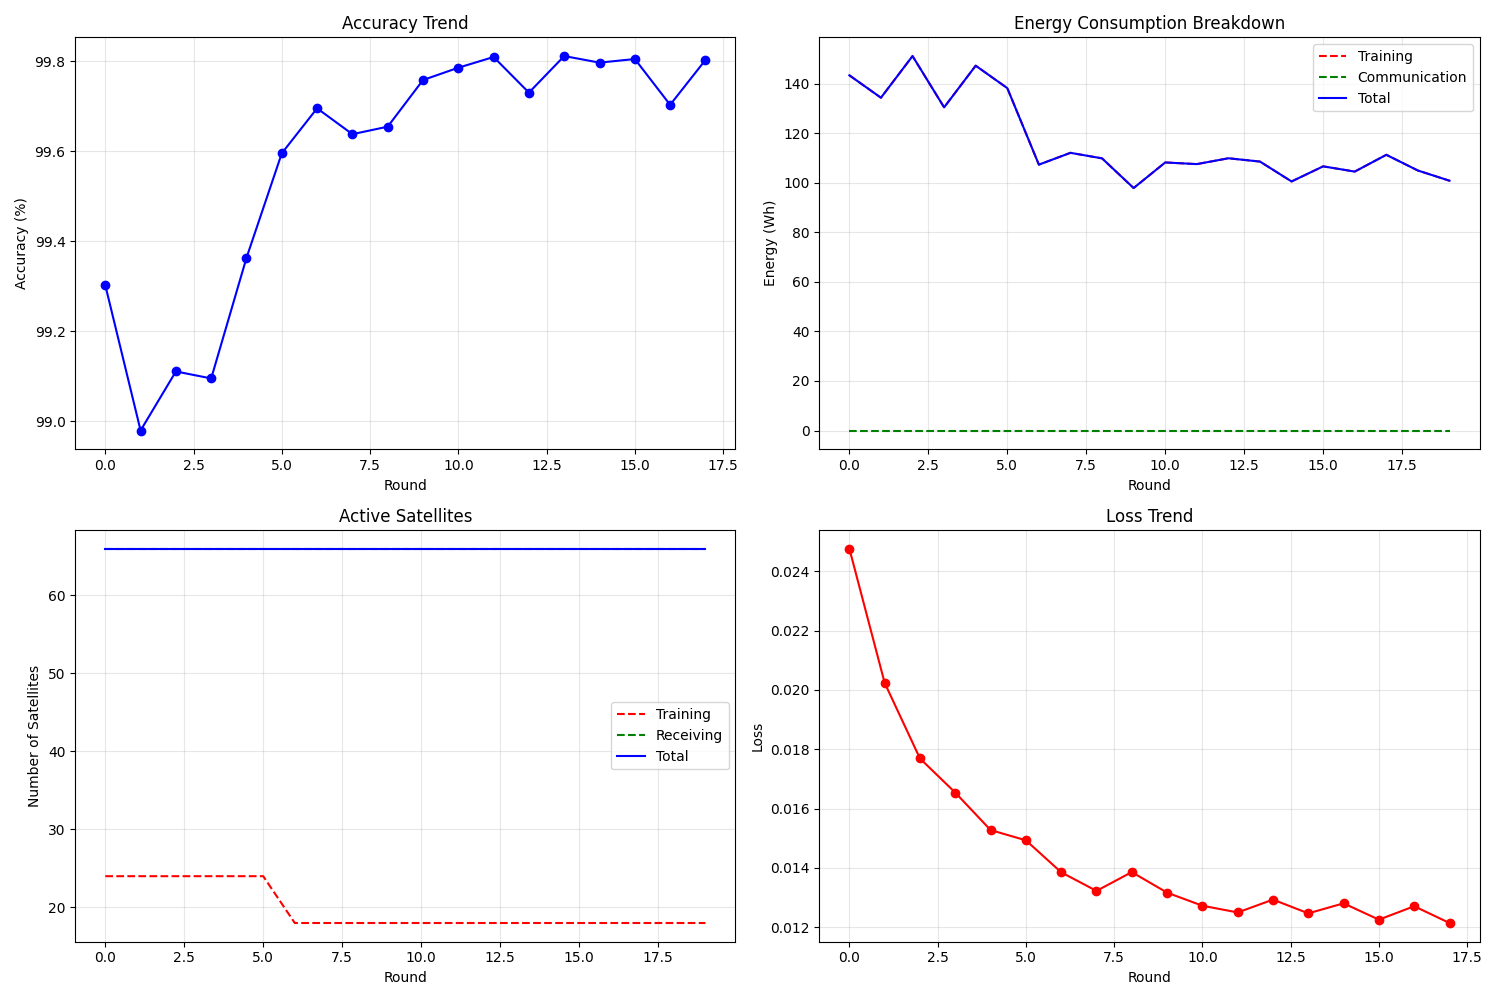 Accuracy Trend
99.8
99.6
99.4
99.2
99.0
Accuracy (%)
0.0 2.5 5.0 7.5 10.0 12.5 15.0 17.5
Round
Energy Consumption Breakdown
Training
Communication
Total
140
120
100
80
60
40
20
0
Energy (Wh)
0.0 2.5 5.0 7.5 10.0 12.5 15.0 17.5
Round
Active Satellites
60
50
40
30
20
Number of Satellites
Training
Receiving
Total
0.0 2.5 5.0 7.5 10.0 12.5 15.0 17.5
Round
Loss Trend
0.024
0.022
0.020
0.018
0.016
0.014
0.012
Loss
0.0 2.5 5.0 7.5 10.0 12.5 15.0 17.5
Round